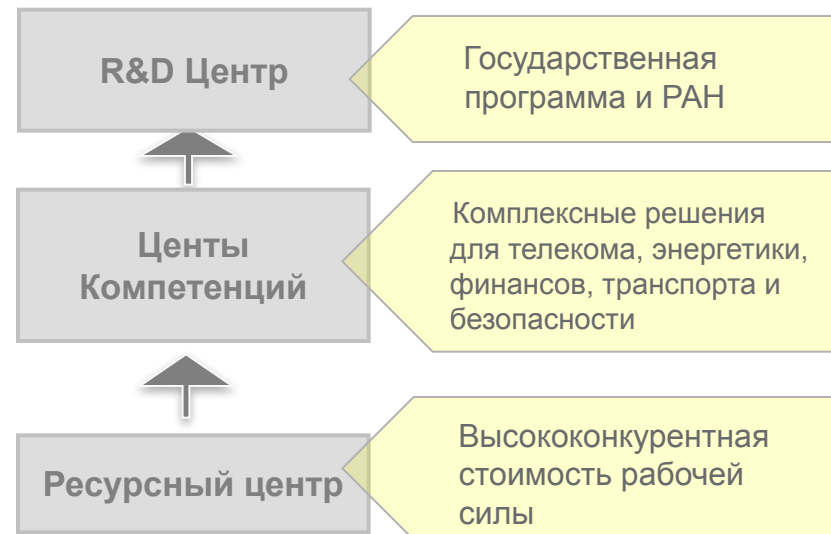 R&D Центр
Государственная
программа и РАН
Центы
Компетенций
Комплексные решения
для телекома, энергетики,
финансов, транспорта и
безопасности
Ресурсный центр
Высококонкурентная
стоимость рабочей
силы